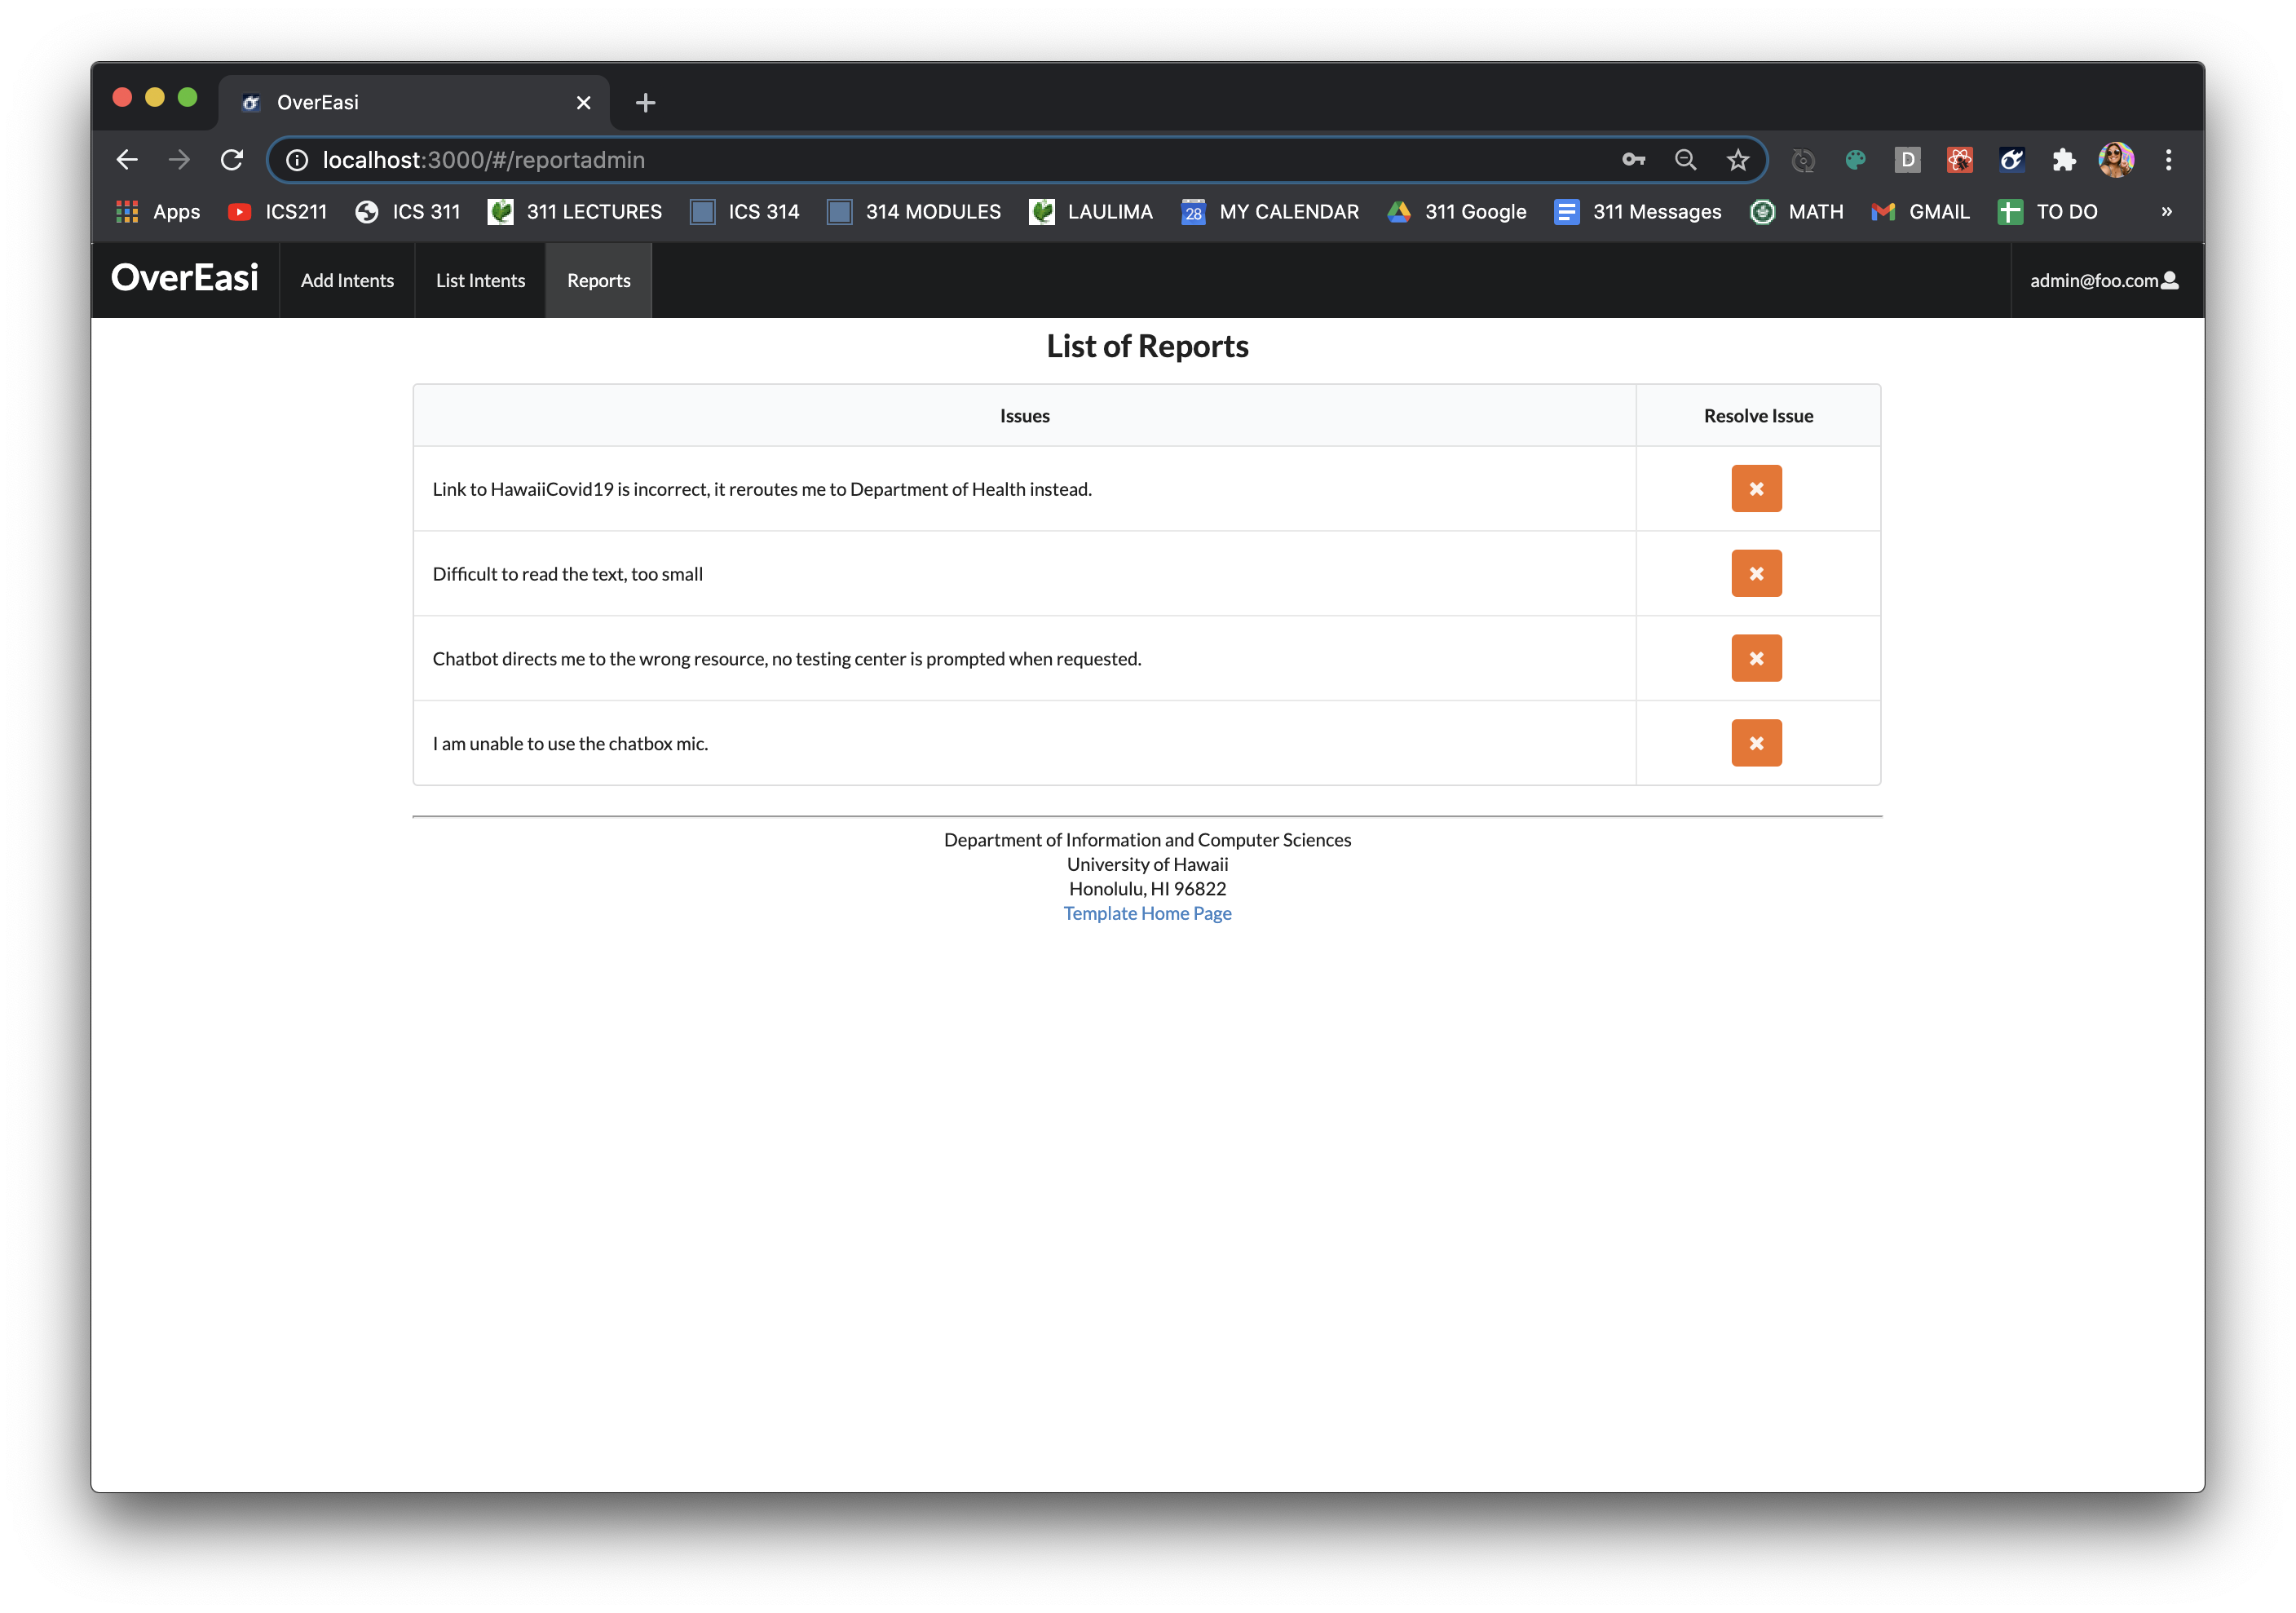 OverEasi
localhost:3000/#/reportadmin
D
Apps ICS211 ICS 311 311 LECTURES ICS 314 314 MODULES LAULIMA 28 MY CALENDAR 311 Google 311 Messages MATH GMAIL TO DO »
OverEasi Add Intents List Intents Reports admin@foo.com
List of Reports
Issues Resolve Issue
Link to HawaiiCovid19 is incorrect, it reroutes me to Department of Health instead.
Difficult to read the text, too small
Chatbot directs me to the wrong resource, no testing center is prompted when requested.
I am unable to use the chatbox mic.
Department of Information and Computer Sciences
University of Hawaii
Honolulu, HI 96822
Template Home Page